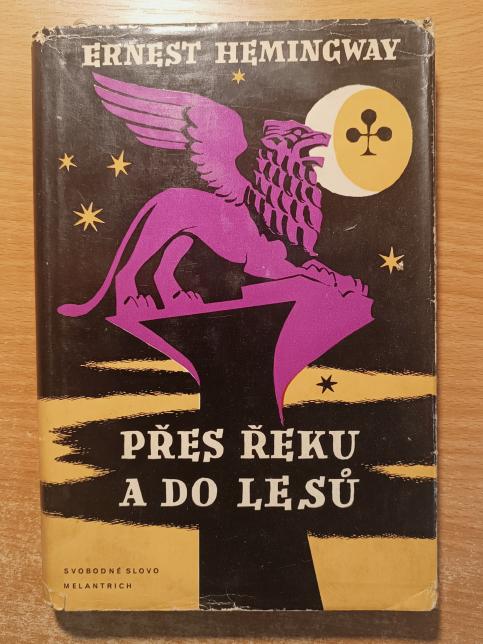 ERNEST HEMINGWAY
PŘES ŘEKU
A DO LESŮ
SVOBODNÉ SLOVO
MELANTRICH